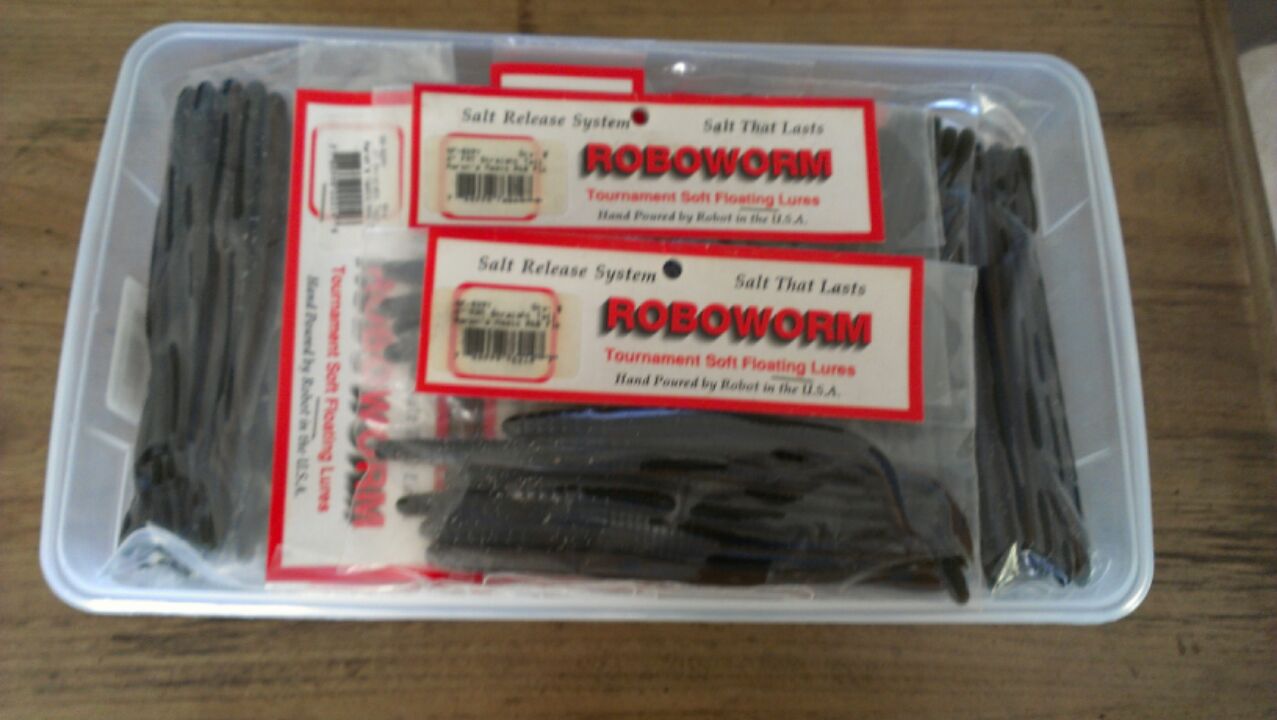 Salt Release System
Salt That Lasts
ROBOWORM
Tournament Soft Floating Lures
Hand Poured by Robot in the U.S.A.
Salt Release System
Salt That Lasts
ROBOWORM
Tournament Soft Floating Lures
Hand Poured by Robot in the U.S.A.
ROBOWORM
Tournament Soft Floating Lures
Hand Poured by Robot in the U.S.A.